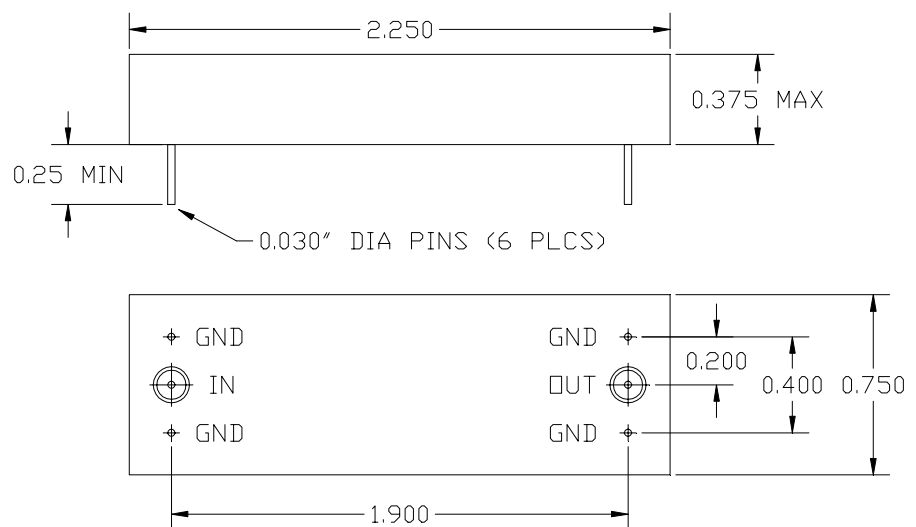 2.250
0.375 MAX
0.25 MIN
0.030" DIA PINS (6 PLCS)
GND GND
0.200
IN OUT 0.400 0.750
GND GND
1.900